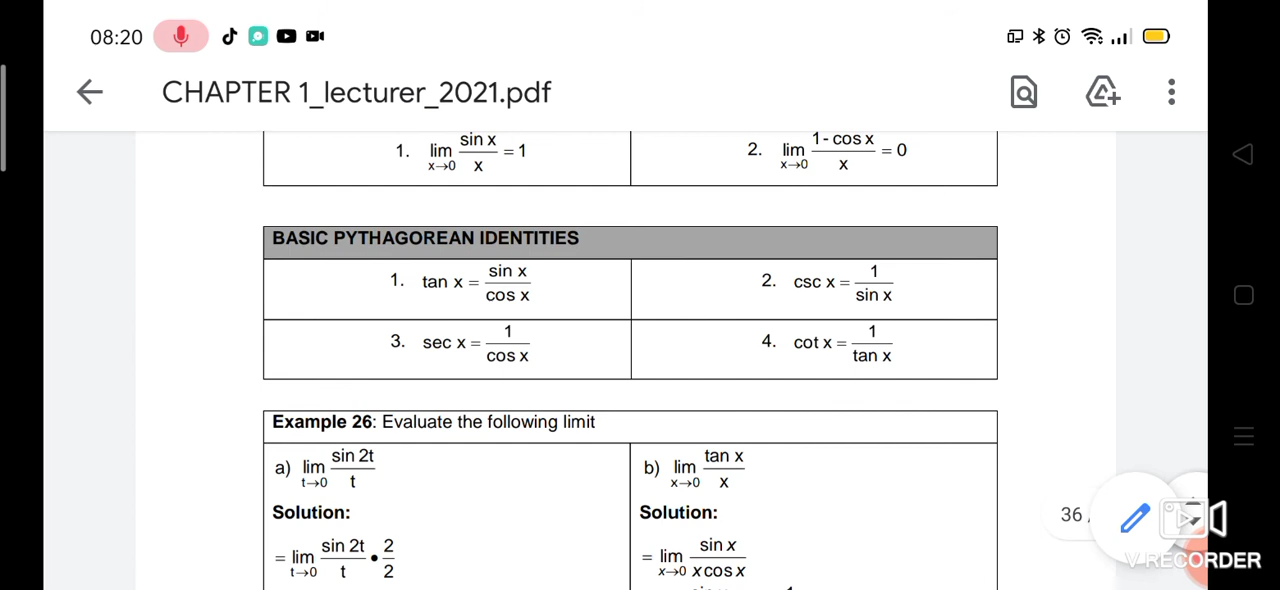 08:20
CHAPTER 1_lecturer_2021.pdf
1. lim x→0 sin x / x = 1
2. lim x→0 1 - cos x / x = 0
BASIC PYTHAGOREAN IDENTITIES
1. tan x = sin x / cos x
2. csc x = 1 / sin x
3. sec x = 1 / cos x
4. cot x = 1 / tan x
Example 26: Evaluate the following limit
a) lim t→0 sin 2t / t
b) lim x→0 tan x / x
Solution:
Solution:
= lim t→0 sin 2t / t • 2 / 2
= lim x→0 sin x / x cos x
36 /
V RECORDER